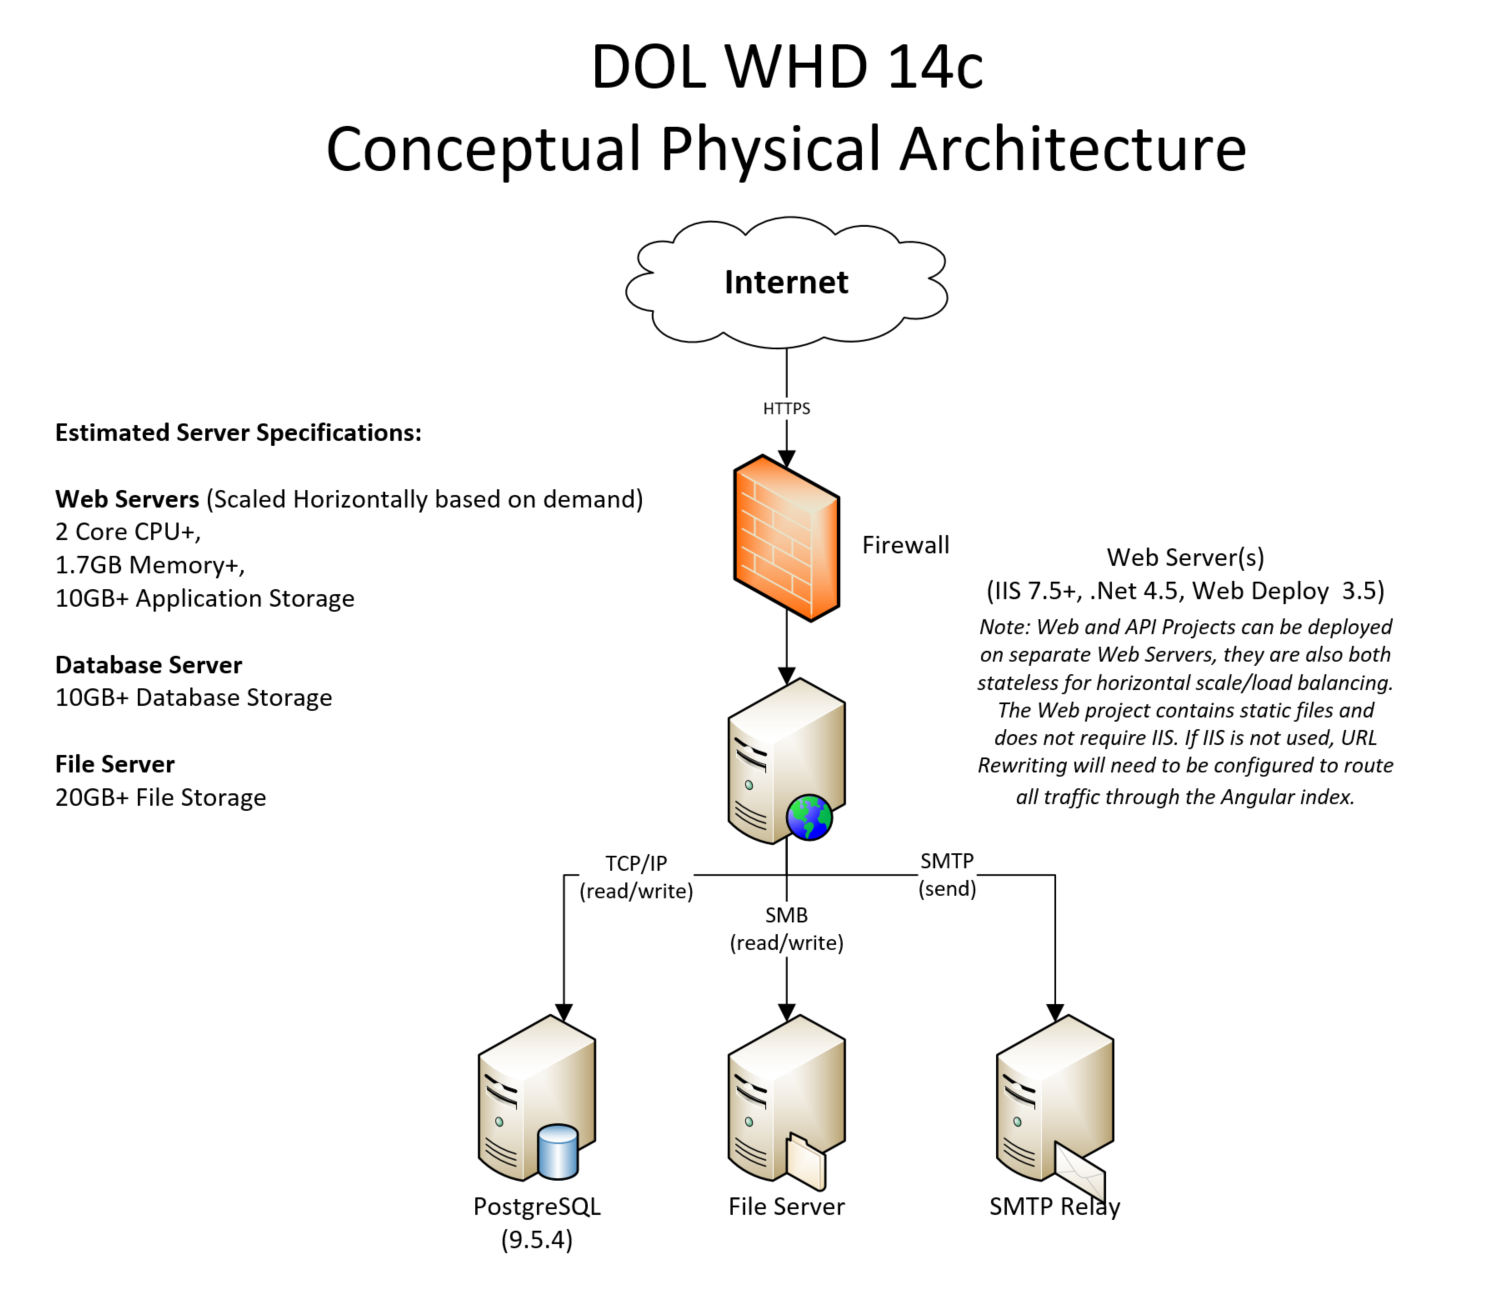 DOL WHD 14c
Conceptual Physical Architecture
Internet
HTTPS
Estimated Server Specifications:
Web Servers (Scaled Horizontally based on demand)
2 Core CPU+,
1.7GB Memory+,
10GB+ Application Storage
Database Server
10GB+ Database Storage
File Server
20GB+ File Storage
Firewall
Web Server(s)
(IIS 7.5+, .Net 4.5, Web Deploy 3.5)
Note: Web and API Projects can be deployed
on separate Web Servers, they are also both
stateless for horizontal scale/load balancing.
The Web project contains static files and
does not require IIS. If IIS is not used, URL
Rewriting will need to be configured to route
all traffic through the Angular index.
TCP/IP
(read/write)
SMB
(read/write)
SMTP
(send)
PostgreSQL
(9.5.4)
File Server
SMTP Relay